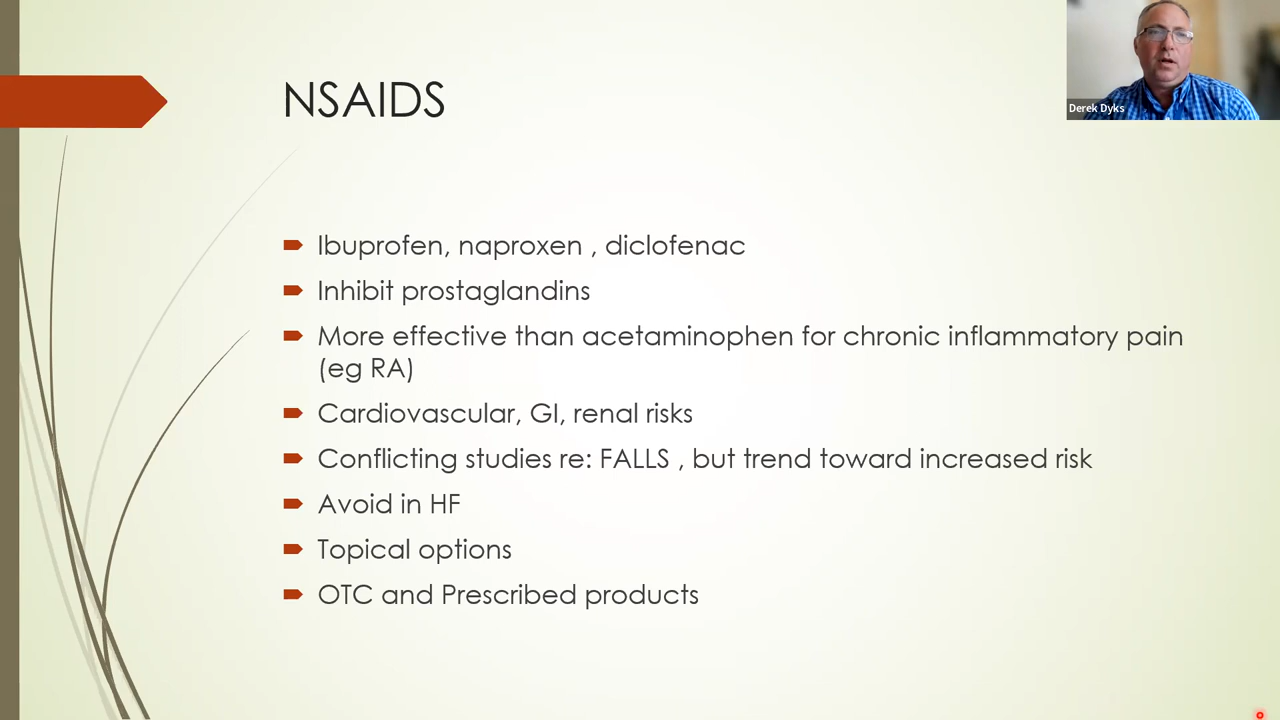 NSAIDS
Derek Dyks
Ibuprofen, naproxen , diclofenac
Inhibit prostaglandins
More effective than acetaminophen for chronic inflammatory pain
(eg RA)
Cardiovascular, GI, renal risks
Conflicting studies re: FALLS , but trend toward increased risk
Avoid in HF
Topical options
OTC and Prescribed products